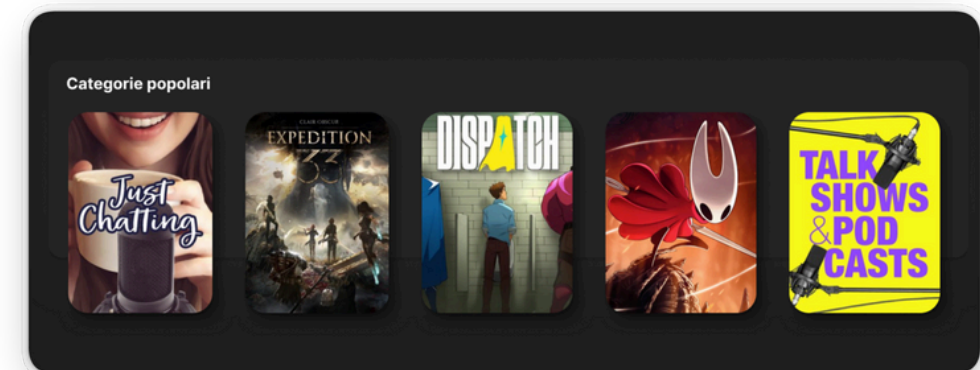 Categorie popolari
Just
Chatting
CLAIR OBSCUR
EXPEDITION
33
DISPATCH
TALK
SHOWS
& POD
CASTS